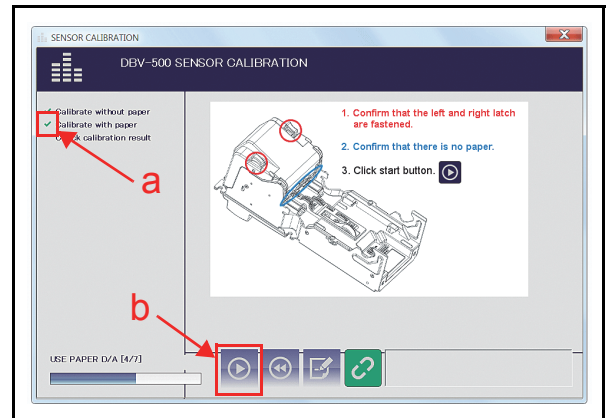 SENSOR CALIBRATION
DBV-500 SENSOR CALIBRATION
Calibrate without paper
Calibrate with paper
calibration result
a
1. Confirm that the left and right latch
are fastened.
2. Confirm that there is no paper.
3. Click start button.
b
USE PAPER D/A [4/7]